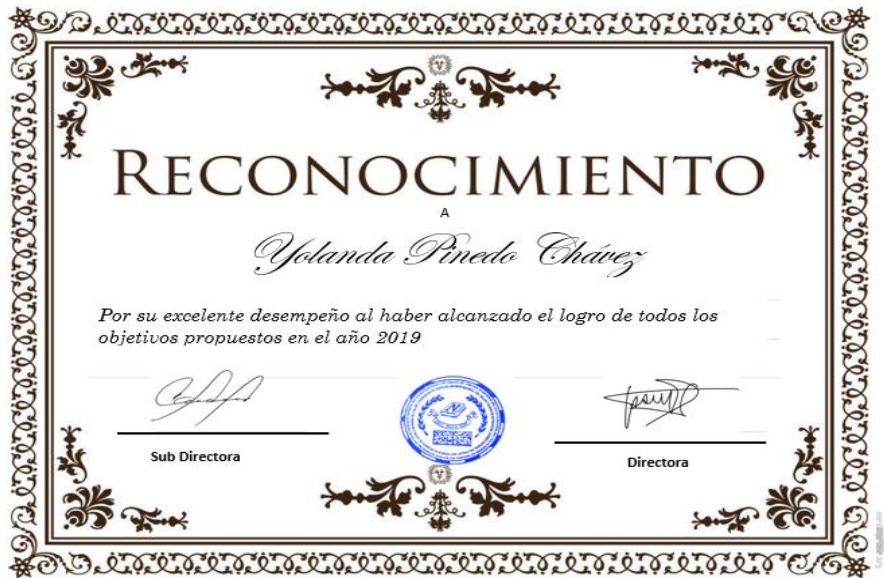 RECONOCIMIENTO
A
Yolanda Pinedo Chávez
Por su excelente desempeño al haber alcanzado el logro de todos los
objetivos propuestos en el año 2019
Sub Directora
Directora